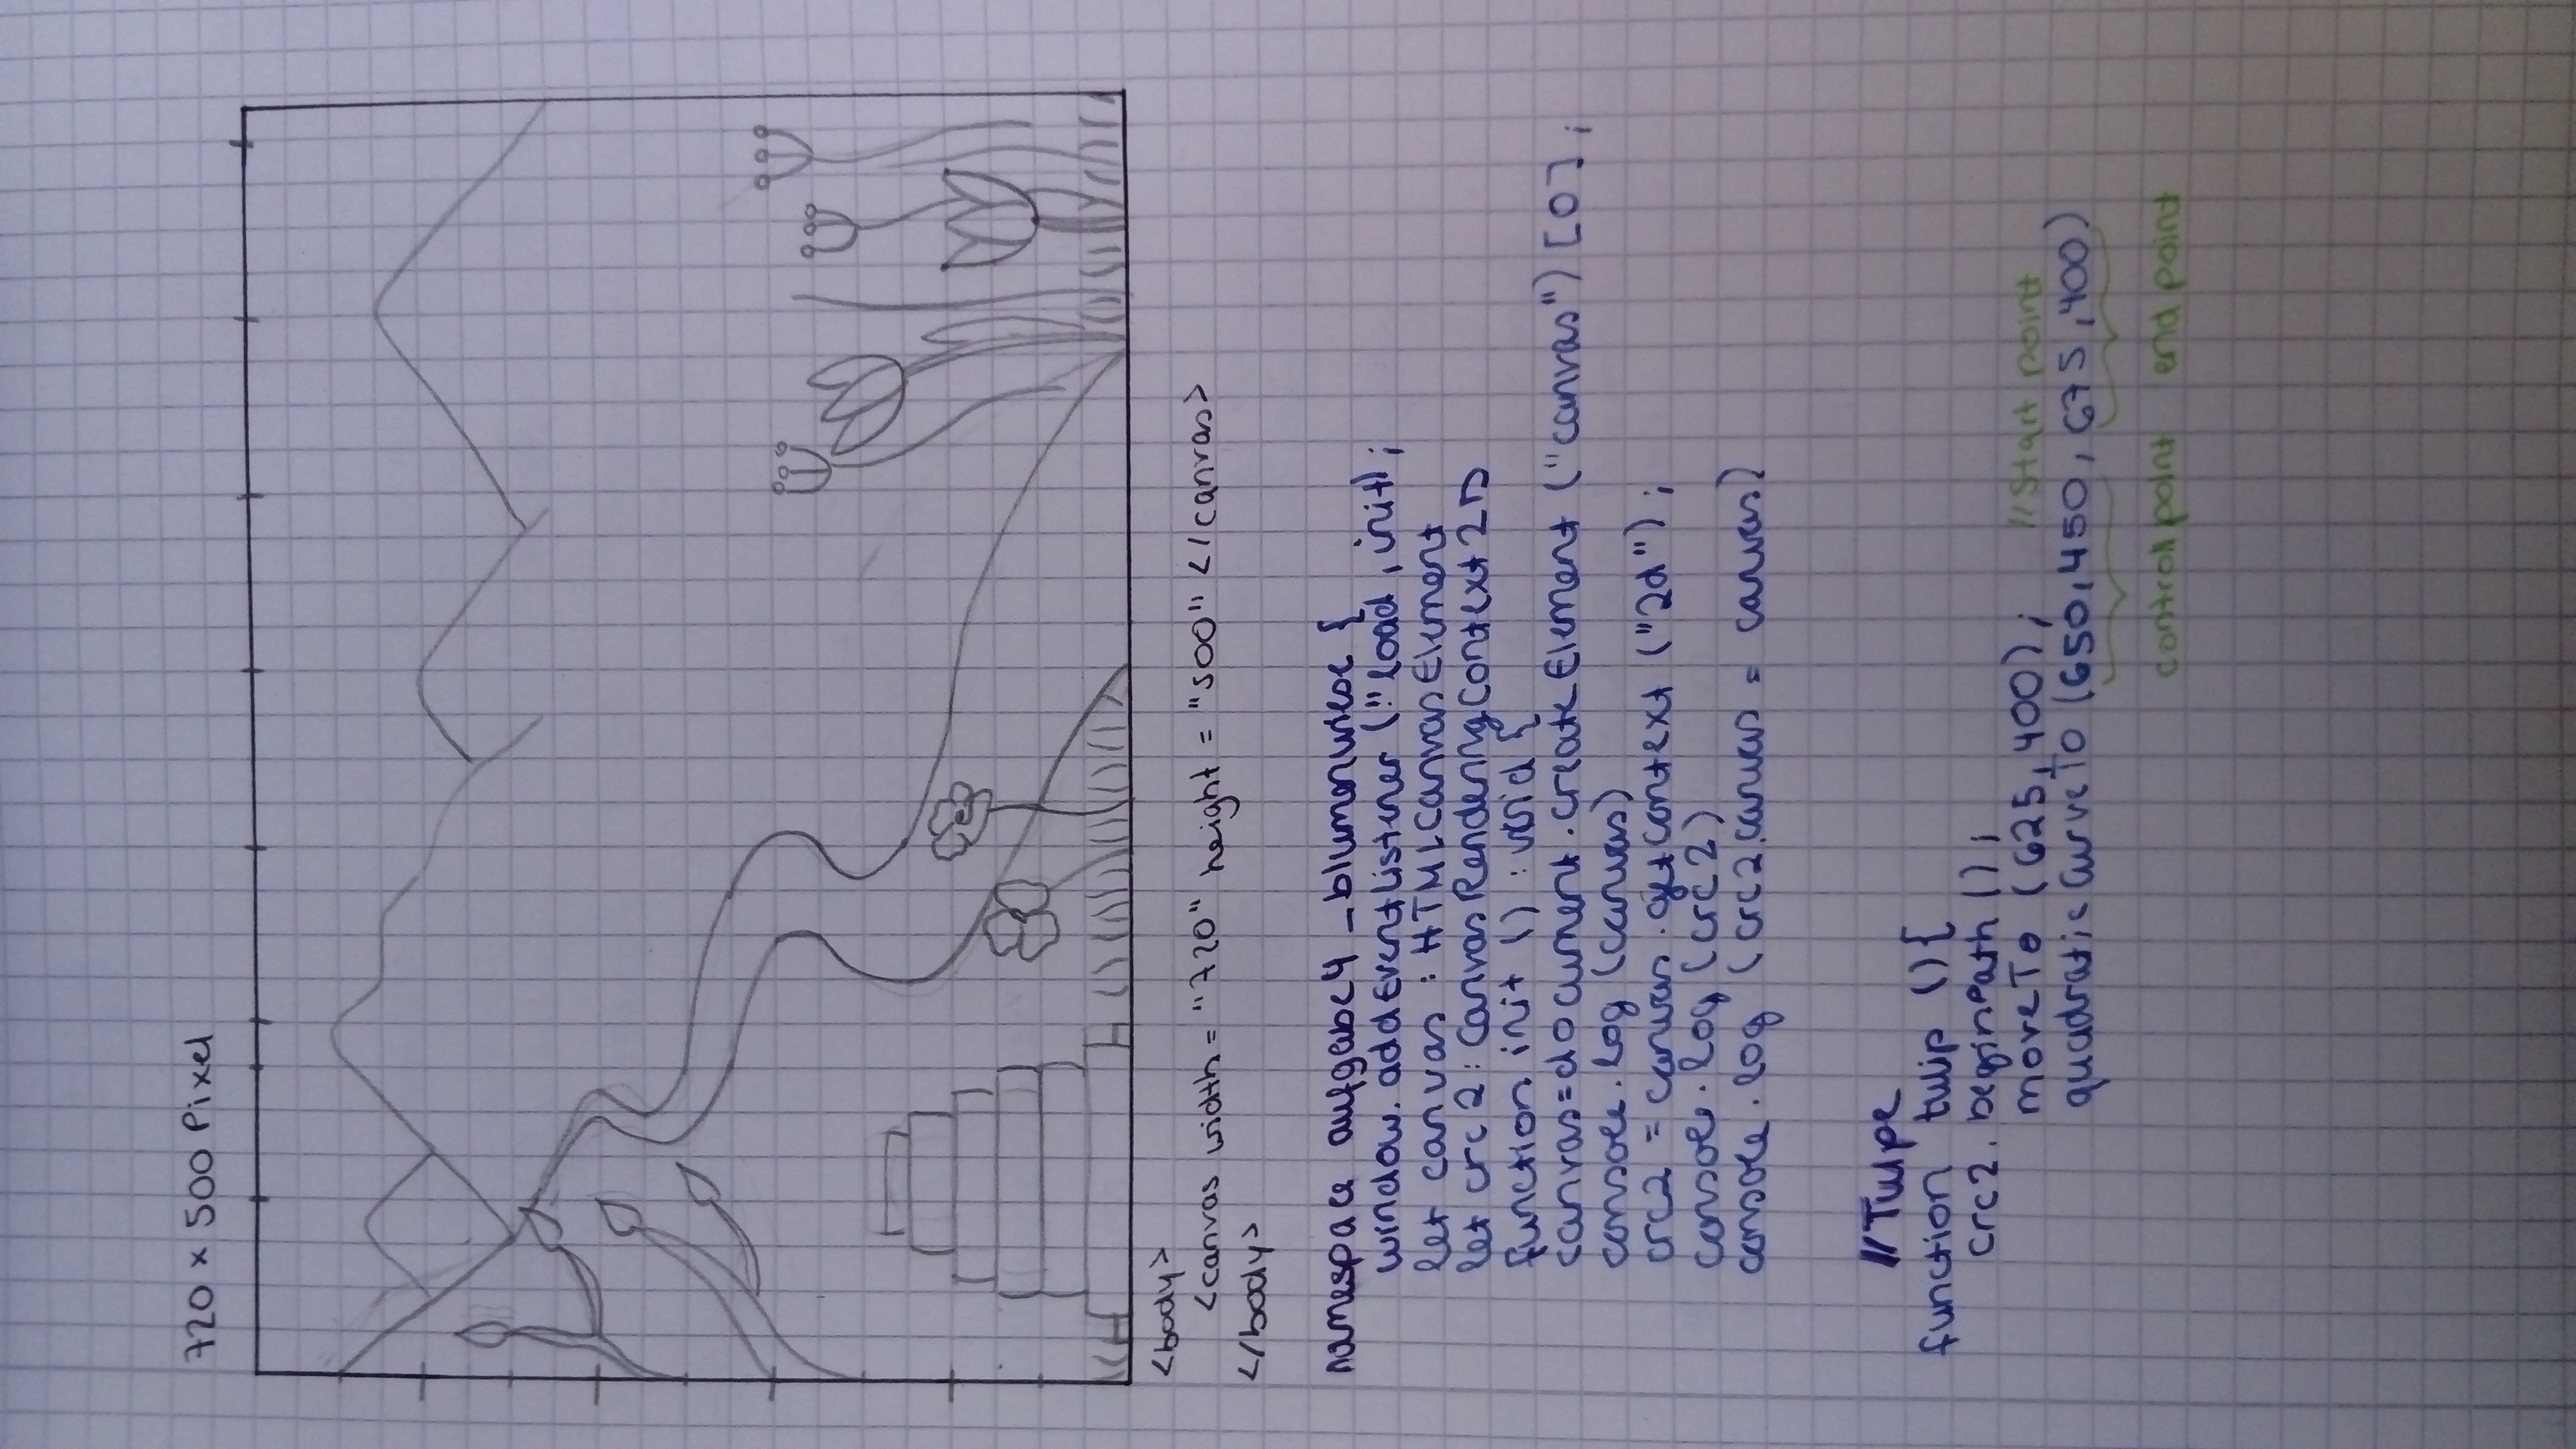 720 × 500 Pixel
<body>
<canvas width = "720" height = "500" </canvas>
</body>
namespace aufgabe4_blumenwiese {
window.addEventListener ("load, init);
let canvas : HTMLCanvasElement
let crc2 : CanvasRenderingContext2D
function init () : void {
canvas=document.createElement ("canvas") [0];
console.log (canvas)
crc2 = canvas.getContext ("2d");
console.log (crc2)
console.log (crc2.canvas = canvas)
//Tulpe
function tulip () {
crc2. beginPath ();
moveTo (625, 400); //Start point
quadraticCurveTo (650,450, 675,400)
controll point end point